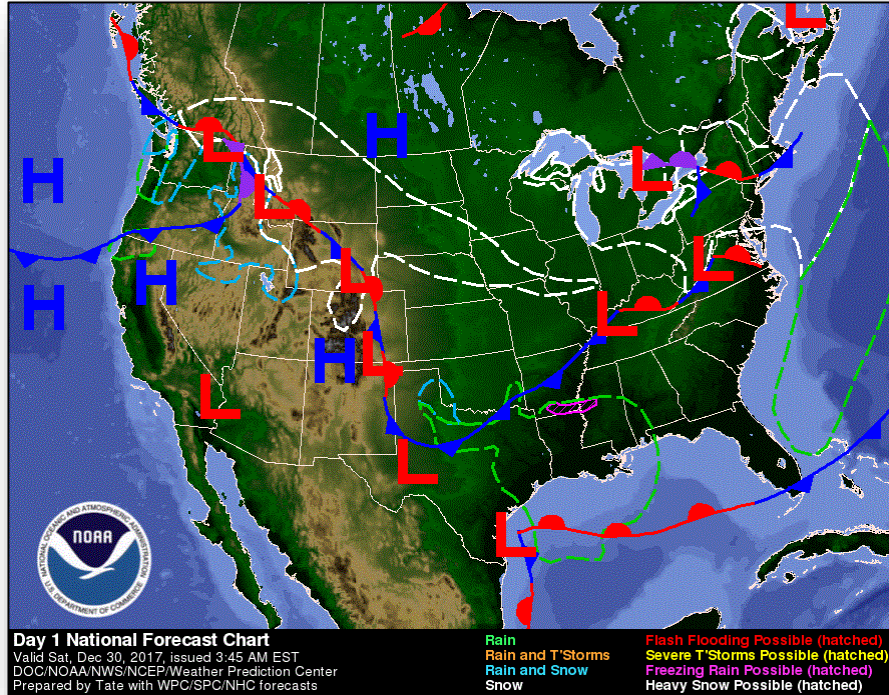 L
L
H
L
L
H
L
L
H
H
L
H
L
H
L
L
L
L
NOAA
NATIONAL OCEANIC AND ATMOSPHERIC ADMINISTRATION
U.S. DEPARTMENT OF COMMERCE
Day 1 National Forecast Chart
Valid Sat, Dec 30, 2017, issued 3:45 AM EST
DOC/NOAA/NWS/NCEP/Weather Prediction Center
Prepared by Tate with WPC/SPC/NHC forecasts
Rain
Rain and T'Storms
Rain and Snow
Snow
Flash Flooding Possible (hatched)
Severe T'Storms Possible (hatched)
Freezing Rain Possible (hatched)
Heavy Snow Possible (hatched)